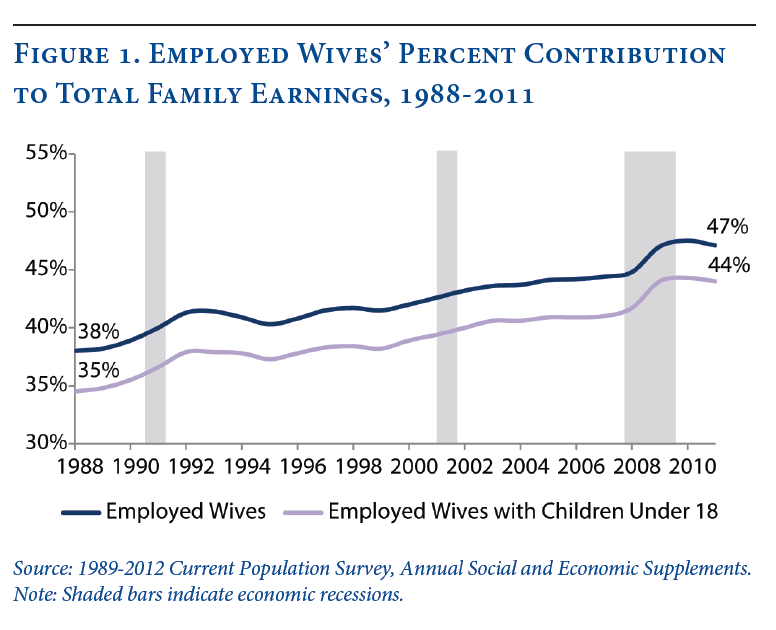 Figure 1. Employed Wives’ Percent Contribution
to Total Family Earnings, 1988-2011
55%
50%
47%
45%
44%
40%
38%
35%
35%
30%
1988 1990 1992 1994 1996 1998 2000 2002 2004 2006 2008 2010
Employed Wives Employed Wives with Children Under 18
Source: 1989-2012 Current Population Survey, Annual Social and Economic Supplements.
Note: Shaded bars indicate economic recessions.